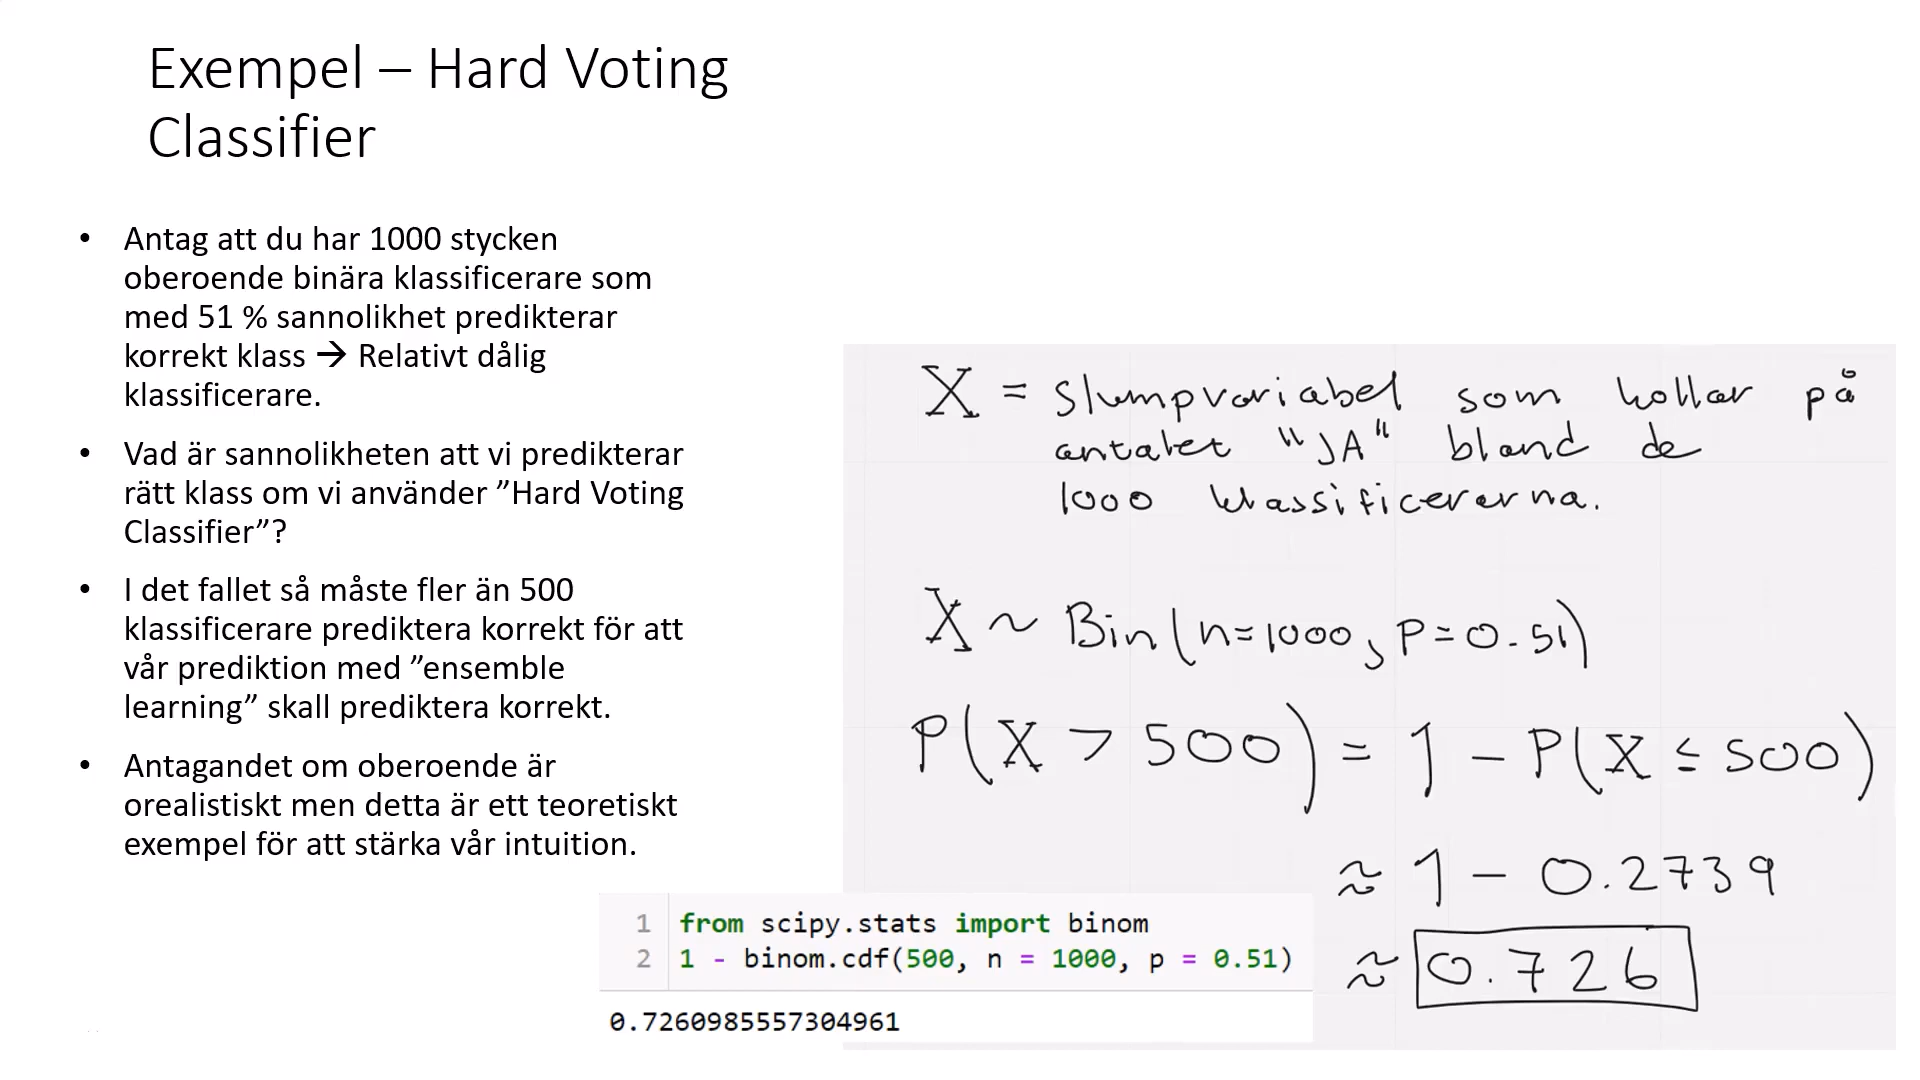 Exempel – Hard Voting
Classifier
• Antag att du har 1000 stycken
oberoende binära klassificerare som
med 51 % sannolikhet predikterar
korrekt klass → Relativt dålig
klassificerare.
• Vad är sannolikheten att vi predikterar
rätt klass om vi använder ”Hard Voting
Classifier”?
• I det fallet så måste fler än 500
klassificerare prediktera korrekt för att
vår prediktion med ”ensemble
learning” skall prediktera korrekt.
• Antagandet om oberoende är
orealistiskt men detta är ett teoretiskt
exempel för att stärka vår intuition.
X = slumpvariabel som kollar på
antalet "JA" bland de
1000 klassificerarna.
X ~ Bin(n=1000, p=0.51)
P(X > 500) = 1 - P(X ≤ 500)
≈ 1 - 0.2739
≈ 0.726
1 from scipy.stats import binom
2 1 - binom.cdf(500, n = 1000, p = 0.51)
0.7260985557304961